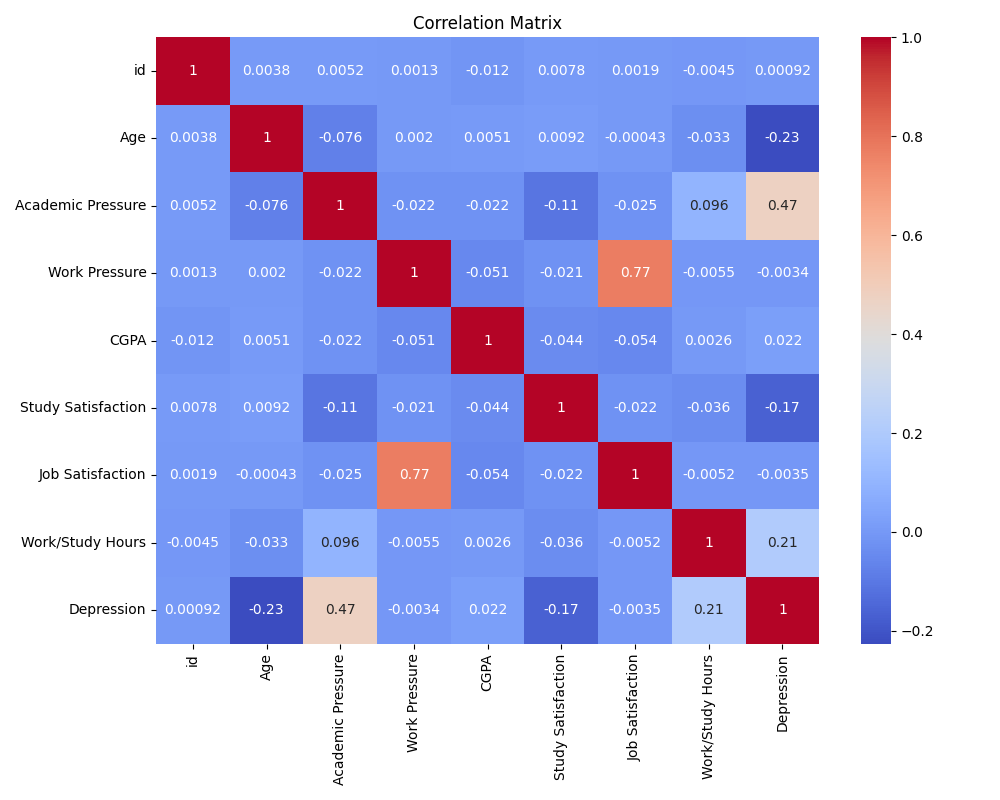 Correlation Matrix
id 1 0.0038 0.0052 0.0013 -0.012 0.0078 0.0019 -0.0045 0.00092
Age 0.0038 1 -0.076 0.002 0.0051 0.0092 -0.00043 -0.033 -0.23
Academic Pressure 0.0052 -0.076 1 -0.022 -0.022 -0.11 -0.025 0.096 0.47
Work Pressure 0.0013 0.002 -0.022 1 -0.051 -0.021 0.77 -0.0055 -0.0034
CGPA -0.012 0.0051 -0.022 -0.051 1 -0.044 -0.054 0.0026 0.022
Study Satisfaction 0.0078 0.0092 -0.11 -0.021 -0.044 1 -0.022 -0.036 -0.17
Job Satisfaction 0.0019 -0.00043 -0.025 0.77 -0.054 -0.022 1 -0.0052 -0.0035
Work/Study Hours -0.0045 -0.033 0.096 -0.0055 0.0026 -0.036 -0.0052 1 0.21
Depression 0.00092 -0.23 0.47 -0.0034 0.022 -0.17 -0.0035 0.21 1
id
Age
Academic Pressure
Work Pressure
CGPA
Study Satisfaction
Job Satisfaction
Work/Study Hours
Depression
1.0
0.8
0.6
0.4
0.2
0.0
−0.2